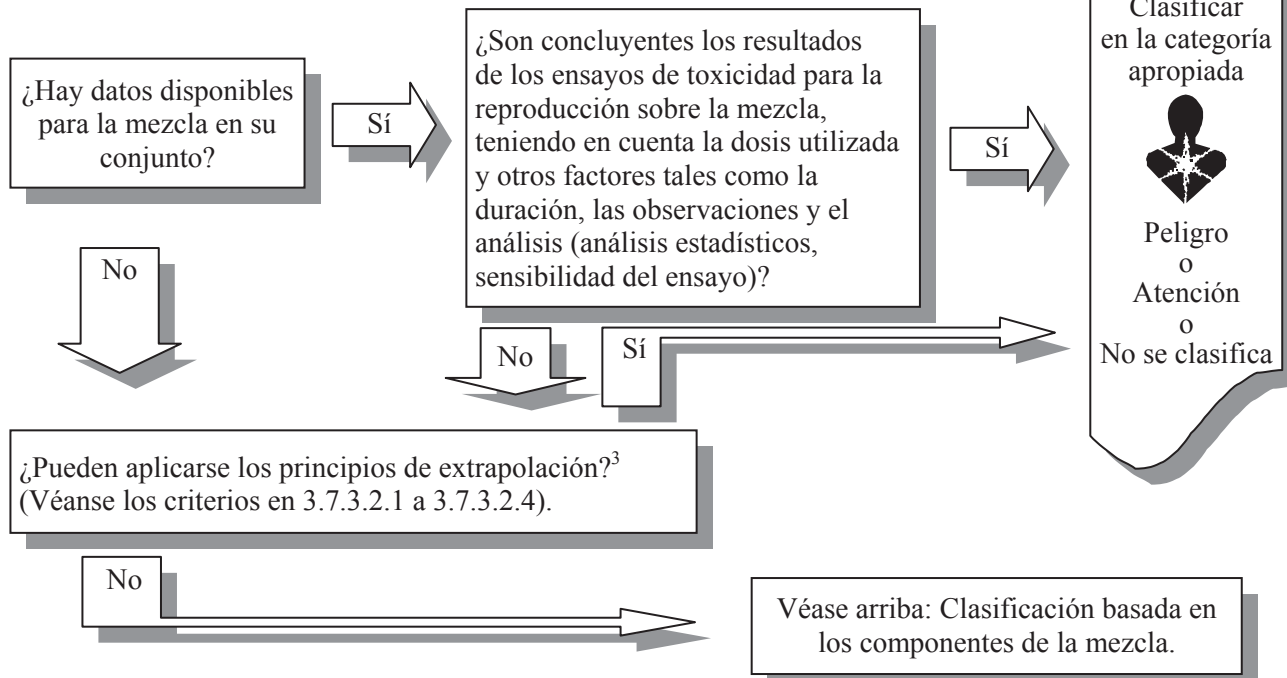 ¿Hay datos disponibles
para la mezcla en su
conjunto?
Sí
¿Son concluyentes los resultados
de los ensayos de toxicidad para la
reproducción sobre la mezcla,
teniendo en cuenta la dosis utilizada
y otros factores tales como la
duración, las observaciones y el
análisis (análisis estadísticos,
sensibilidad del ensayo)?
Sí
Clasificar
en la categoría
apropiada
Peligro
o
Atención
o
No se clasifica
No
No
Sí
¿Pueden aplicarse los principios de extrapolación?³
(Véanse los criterios en 3.7.3.2.1 a 3.7.3.2.4).
No
Véase arriba: Clasificación basada en
los componentes de la mezcla.